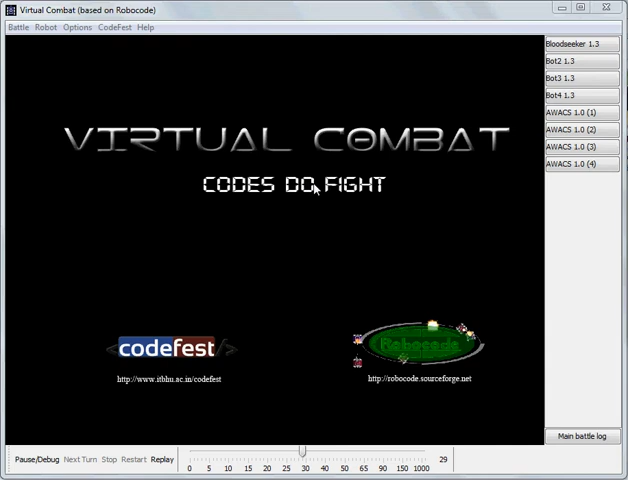 Virtual Combat (based on Robocode)
Battle Robot Options CodeFest Help
Bloodseeker 1.3
Bot2 1.3
Bot3 1.3
Bot4 1.3
AWACS 1.0 (1)
AWACS 1.0 (2)
AWACS 1.0 (3)
AWACS 1.0 (4)
VIRTUAL COMBAT
CODES DO FIGHT
<codefest/>
Robocode
http://www.itbhu.ac.in/codefest
http://robocode.sourceforge.net
Main battle log
Pause/Debug Next Turn Stop Restart Replay
29
0 5 10 15 20 25 30 40 50 65 90 150 1000